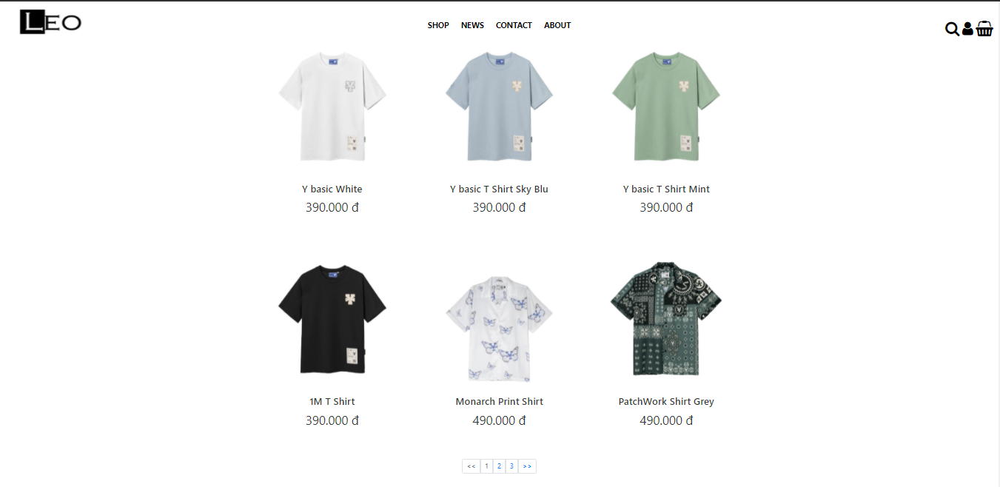 LEO
SHOP NEWS CONTACT ABOUT
Y basic White
390.000 đ
Y basic T Shirt Sky Blu
390.000 đ
Y basic T Shirt Mint
390.000 đ
1M T Shirt
390.000 đ
Monarch Print Shirt
490.000 đ
PatchWork Shirt Grey
490.000 đ
<< 1 2 3 >>